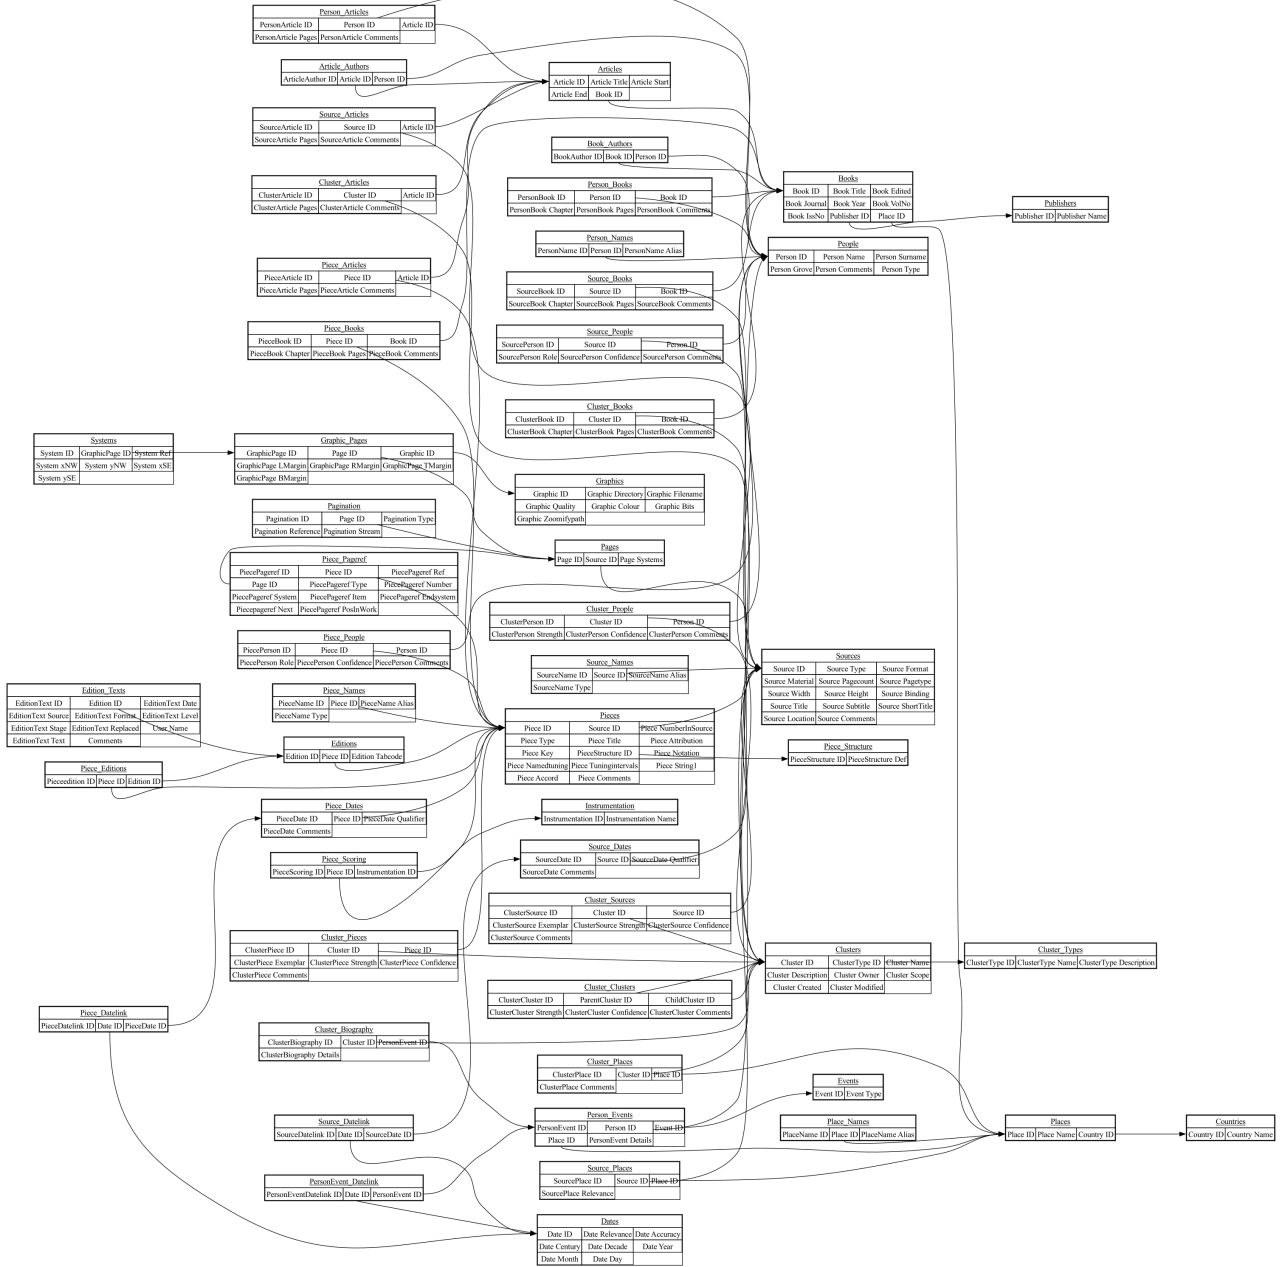 Person_Articles
PersonArticle ID Person ID Article ID
PersonArticle Pages PersonArticle Comments
Article_Authors
ArticleAuthor ID Article ID Person ID
Source_Articles
SourceArticle ID Source ID Article ID
SourceArticle Pages SourceArticle Comments
Cluster_Articles
ClusterArticle ID Cluster ID Article ID
ClusterArticle Pages ClusterArticle Comments
Piece_Articles
PieceArticle ID Piece ID Article ID
PieceArticle Pages PieceArticle Comments
Piece_Books
PieceBook ID Piece ID Book ID
PieceBook Chapter PieceBook Pages PieceBook Comments
Systems
System ID GraphicPage ID System Ref
System xNW System yNW System xSE
System ySE
Graphic_Pages
GraphicPage ID Page ID Graphic ID
GraphicPage LMargin GraphicPage RMargin GraphicPage TMargin
GraphicPage BMargin
Pagination
Pagination ID Page ID Pagination Type
Pagination Reference Pagination Stream
Piece_Pageref
PiecePageref ID Piece ID PiecePageref Ref
Page ID PiecePageref Type PiecePageref Number
PiecePageref System PiecePageref Item PiecePageref Endsystem
Piecepageref Next PiecePageref PosInWork
Piece_People
PiecePerson ID Piece ID Person ID
PiecePerson Role PiecePerson Confidence PiecePerson Comments
Piece_Names
PieceName ID Piece ID PieceName Alias
PieceName Type
Edition_Texts
EditionText ID Edition ID EditionText Date
EditionText Source EditionText Format EditionText Level
EditionText Stage EditionText Replaced User Name
EditionText Text Comments
Editions
Edition ID Piece ID Edition Tabcode
Piece_Editions
Pieceedition ID Piece ID Edition ID
Piece_Dates
PieceDate ID Piece ID PieceDate Qualifier
PieceDate Comments
Piece_Scoring
PieceScoring ID Piece ID Instrumentation ID
Cluster_Pieces
ClusterPiece ID Cluster ID Piece ID
ClusterPiece Exemplar ClusterPiece Strength ClusterPiece Confidence
ClusterPiece Comments
Piece_Datelink
PieceDatelink ID Date ID PieceDate ID
Cluster_Biography
ClusterBiography ID Cluster ID PersonEvent ID
ClusterBiography Details
Source_Datelink
SourceDatelink ID Date ID SourceDate ID
PersonEvent_Datelink
PersonEventDatelink ID Date ID PersonEvent ID
Articles
Article ID Article Title Article Start
Article End Book ID
Book_Authors
BookAuthor ID Book ID Person ID
Person_Books
PersonBook ID Person ID Book ID
PersonBook Chapter PersonBook Pages PersonBook Comments
Person_Names
PersonName ID Person ID PersonName Alias
Source_Books
SourceBook ID Source ID Book ID
SourceBook Chapter SourceBook Pages SourceBook Comments
Source_People
SourcePerson ID Source ID Person ID
SourcePerson Role SourcePerson Confidence SourcePerson Comments
Cluster_Books
ClusterBook ID Cluster ID Book ID
ClusterBook Chapter ClusterBook Pages ClusterBook Comments
Graphics
Graphic ID Graphic Directory Graphic Filename
Graphic Quality Graphic Colour Graphic Bits
Graphic Zoomifypath
Pages
Page ID Source ID Page Systems
Cluster_People
ClusterPerson ID Cluster ID Person ID
ClusterPerson Strength ClusterPerson Confidence ClusterPerson Comments
Source_Names
SourceName ID Source ID SourceName Alias
SourceName Type
Pieces
Piece ID Source ID Piece NumberInSource
Piece Type Piece Title Piece Attribution
Piece Key PieceStructure ID Piece Notation
Piece Namedtuning Piece Tuningintervals Piece String1
Piece Accord Piece Comments
Instrumentation
Instrumentation ID Instrumentation Name
Source_Dates
SourceDate ID Source ID SourceDate Qualifier
SourceDate Comments
Cluster_Sources
ClusterSource ID Cluster ID Source ID
ClusterSource Exemplar ClusterSource Strength ClusterSource Confidence
ClusterSource Comments
Cluster_Clusters
ClusterCluster ID ParentCluster ID ChildCluster ID
ClusterCluster Strength ClusterCluster Confidence ClusterCluster Comments
Cluster_Places
ClusterPlace ID Cluster ID Place ID
ClusterPlace Comments
Person_Events
PersonEvent ID Person ID Event ID
Place ID PersonEvent Details
Source_Places
SourcePlace ID Source ID Place ID
SourcePlace Relevance
Dates
Date ID Date Relevance Date Accuracy
Date Century Date Decade Date Year
Date Month Date Day
Books
Book ID Book Title Book Edited
Book Journal Book Year Book VolNo
Book IssNo Publisher ID Place ID
People
Person ID Person Name Person Surname
Person Grove Person Comments Person Type
Sources
Source ID Source Type Source Format
Source Material Source Pagecount Source Pagetype
Source Width Source Height Source Binding
Source Title Source Subtitle Source ShortTitle
Source Location Source Comments
Piece_Structure
PieceStructure ID PieceStructure Def
Clusters
Cluster ID ClusterType ID Cluster Name
Cluster Description Cluster Owner Cluster Scope
Cluster Created Cluster Modified
Events
Event ID Event Type
Place_Names
PlaceName ID Place ID PlaceName Alias
Publishers
Publisher ID Publisher Name
Cluster_Types
ClusterType ID ClusterType Name ClusterType Description
Places
Place ID Place Name Country ID
Countries
Country ID Country Name